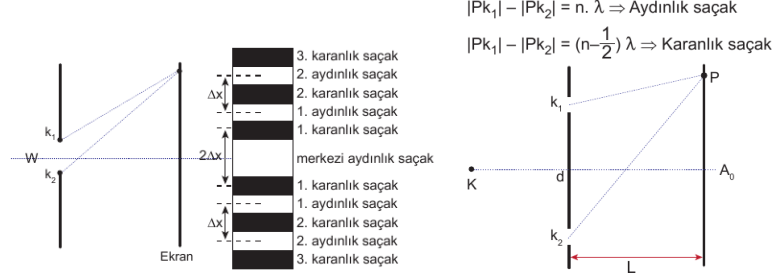 |Pk₁| – |Pk₂| = n. λ ⇒ Aydınlık saçak
|Pk₁| – |Pk₂| = (n–1/2) λ ⇒ Karanlık saçak
3. karanlık saçak
2. aydınlık saçak
Δx
2. karanlık saçak
1. aydınlık saçak
1. karanlık saçak
k₁
W
2Δx
merkezi aydınlık saçak
k₂
1. karanlık saçak
1. aydınlık saçak
Δx
2. karanlık saçak
2. aydınlık saçak
Ekran
3. karanlık saçak
P
k₁
K
d
A₀
k₂
L